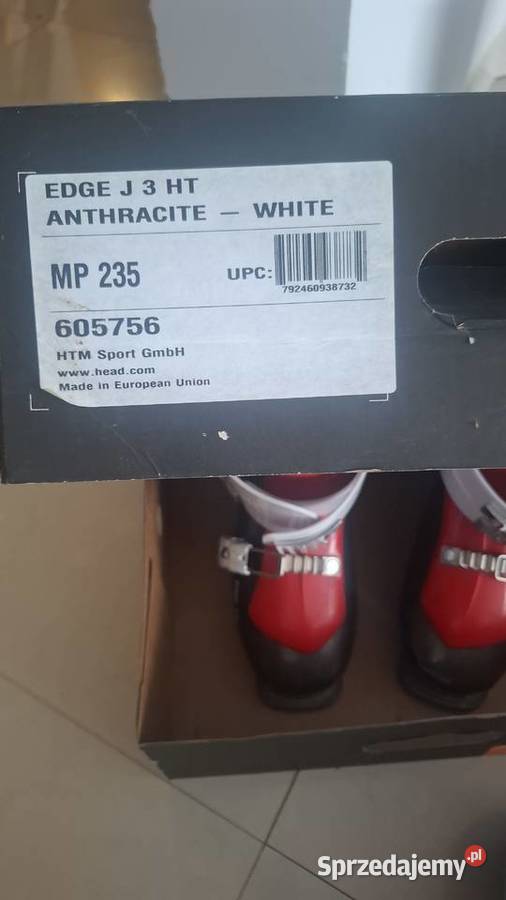 EDGE J 3 HT
ANTHRACITE — WHITE
MP 235
UPC:
792460938732
605756
HTM Sport GmbH
www.head.com
Made in European Union
Sprzedajemy.pl